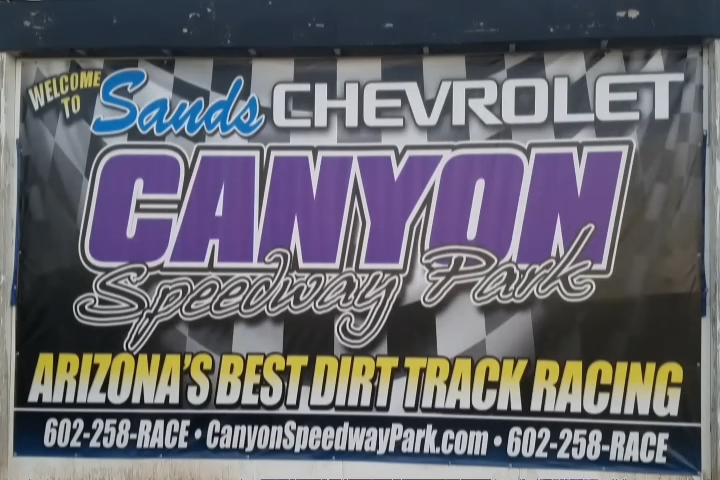 WELCOME TO
Sands CHEVROLET
CANYON
Speedway Park
ARIZONA'S BEST DIRT TRACK RACING
602-258-RACE • CanyonSpeedwayPark.com • 602-258-RACE